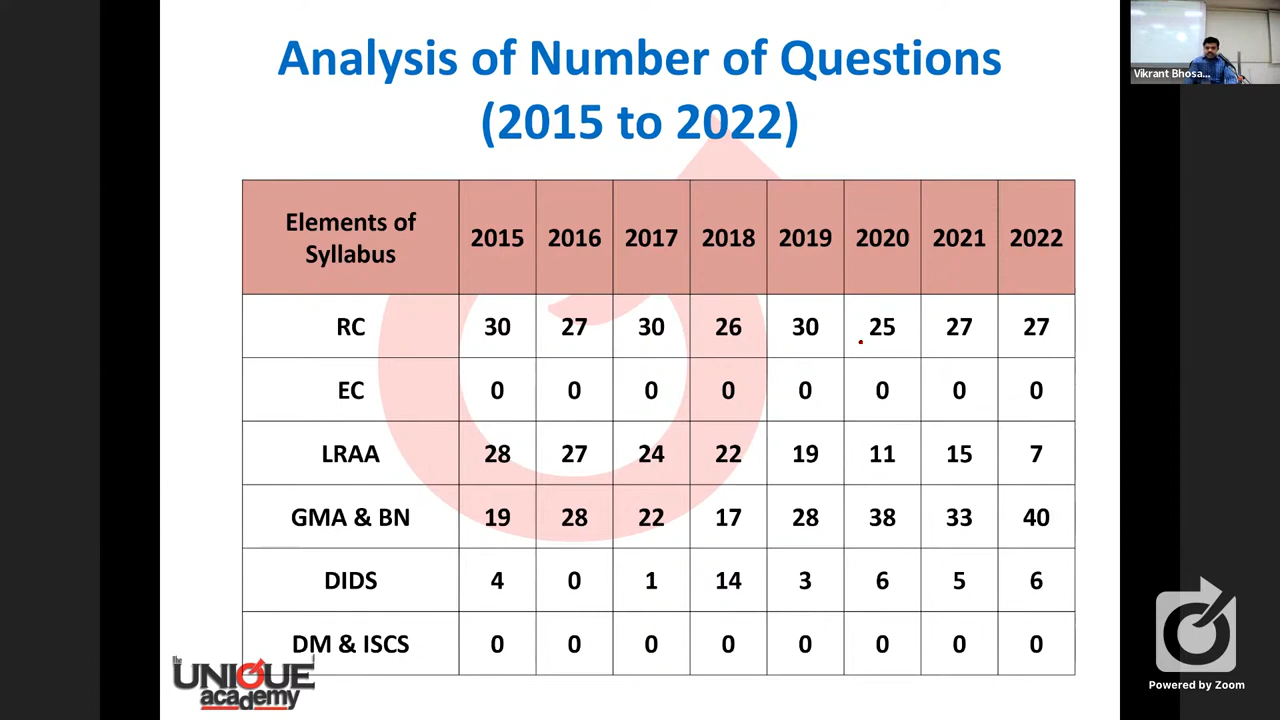 Analysis of Number of Questions
(2015 to 2022)
Vikrant Bhosa...
Elements of
Syllabus
2015 2016 2017 2018 2019 2020 2021 2022
RC 30 27 30 26 30 25 27 27
EC 0 0 0 0 0 0 0 0
LRAA 28 27 24 22 19 11 15 7
GMA & BN 19 28 22 17 28 38 33 40
DIDS 4 0 1 14 3 6 5 6
DM & ISCS 0 0 0 0 0 0 0 0
The
UNIQUE
academy
Powered by Zoom